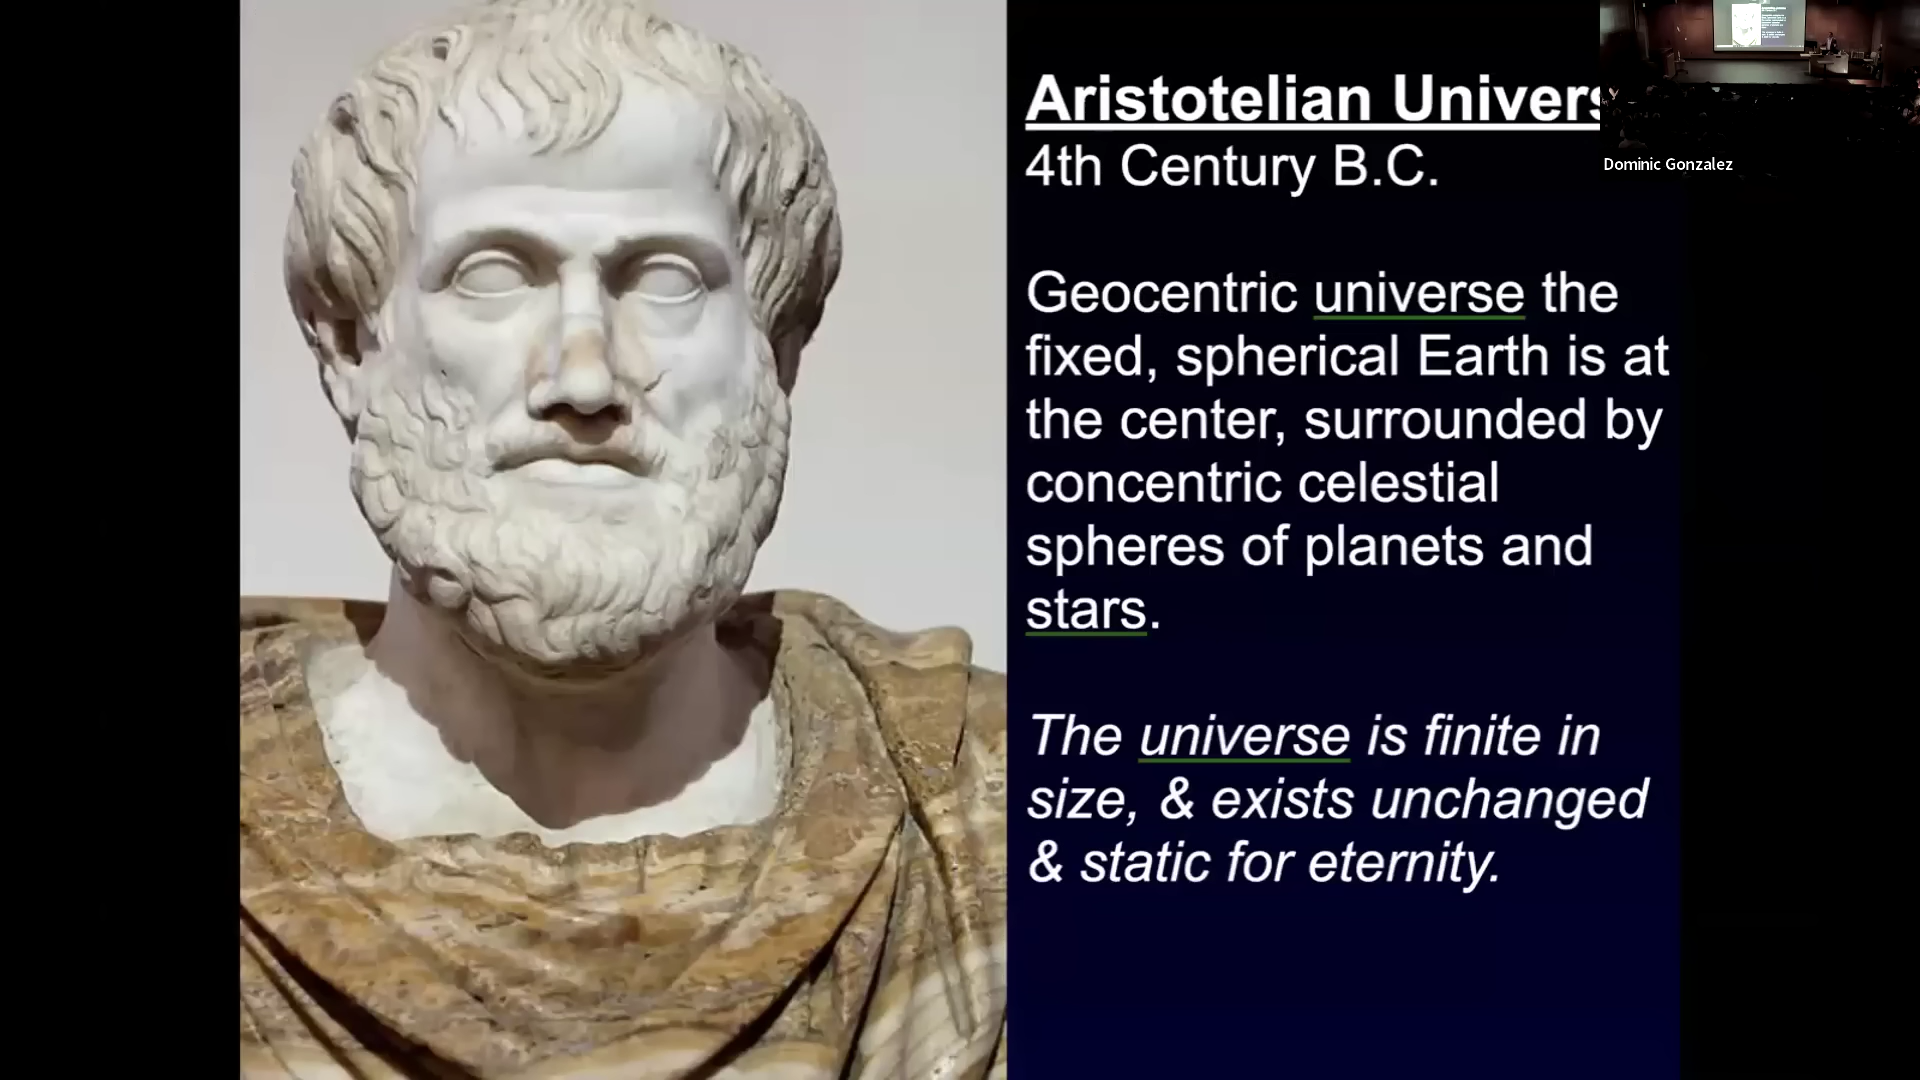 Aristotelian Univers
4th Century B.C.
Dominic Gonzalez
Geocentric universe the
fixed, spherical Earth is at
the center, surrounded by
concentric celestial
spheres of planets and
stars.
The universe is finite in
size, & exists unchanged
& static for eternity.